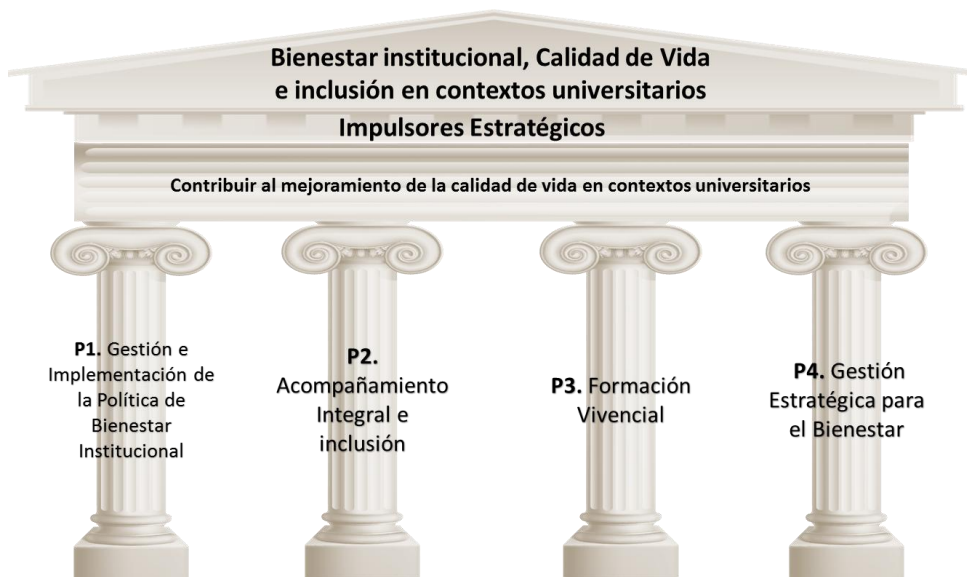 Bienestar institucional, Calidad de Vida
e inclusión en contextos universitarios
Impulsores Estratégicos
Contribuir al mejoramiento de la calidad de vida en contextos universitarios
P1. Gestión e
Implementación de
la Política de
Bienestar
Institucional
P2.
Acompañamiento
Integral e
inclusión
P3. Formación
Vivencial
P4. Gestión
Estratégica para
el Bienestar